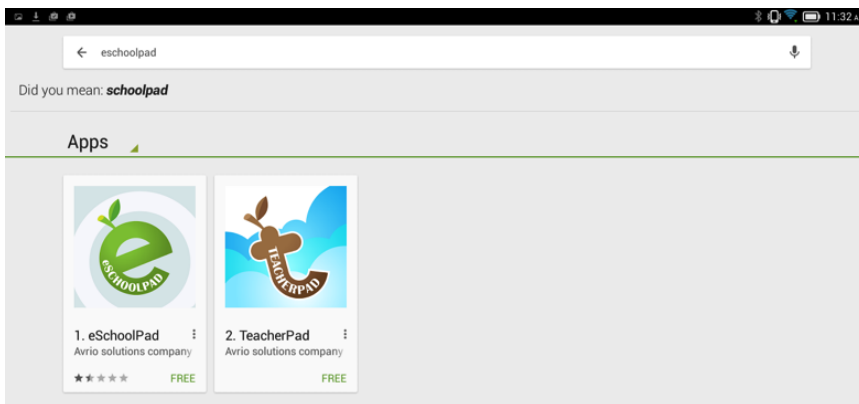 11:32 A
eschoolpad
Did you mean: schoolpad
Apps
eSCHOOLPAD
TEACHERPAD
1. eSchoolPad
Avrio solutions company
FREE
2. TeacherPad
Avrio solutions company
FREE